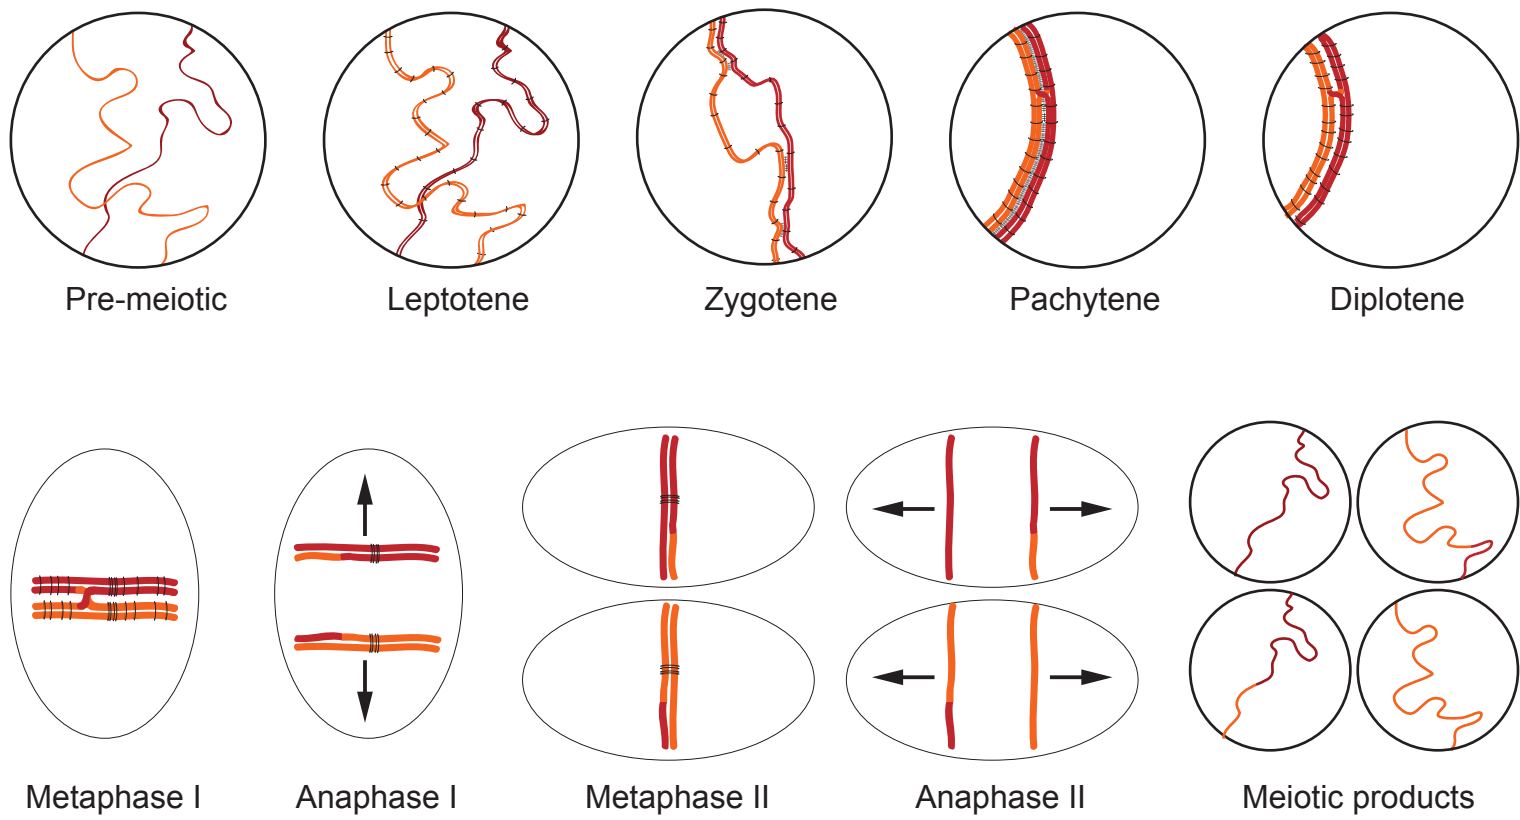 Pre-meiotic
Leptotene
Zygotene
Pachytene
Diplotene
Metaphase I
Anaphase I
Metaphase II
Anaphase II
Meiotic products